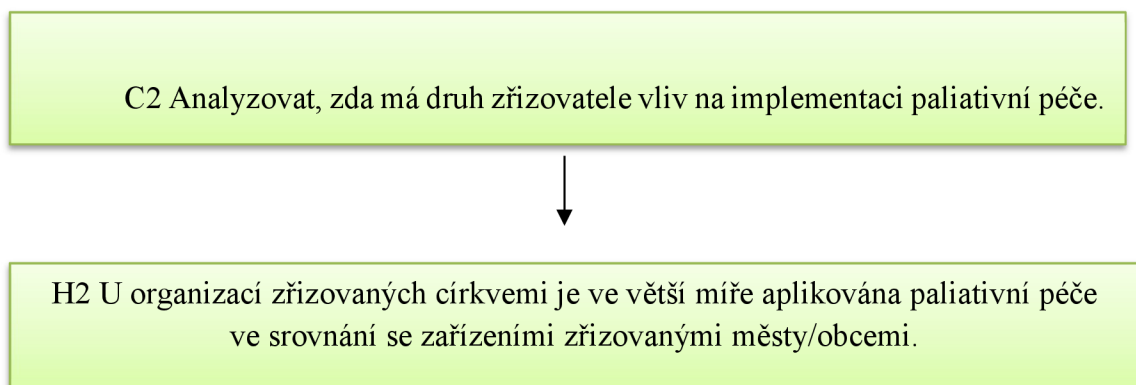 C2 Analyzovat, zda má druh zřizovatele vliv na implementaci paliativní péče.
H2 U organizací zřizovaných církvemi je ve větší míře aplikována paliativní péče
ve srovnání se zařízeními zřizovanými městy/obcemi.